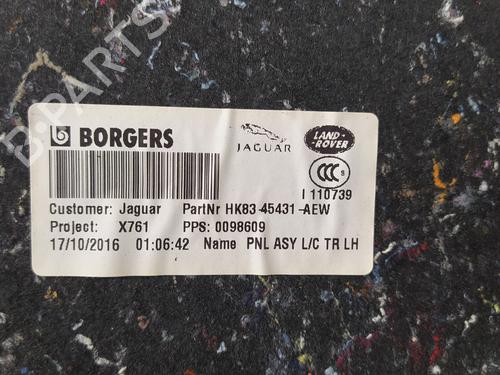 B-PARTS
BORGERS
JAGUAR
LAND-
ROVER
CCC S
I 110739
Customer: Jaguar PartNr HK83-45431-AEW
Project: X761 PPS: 0098609
17/10/2016 01:06:42 Name PNL ASY L/C TR LH